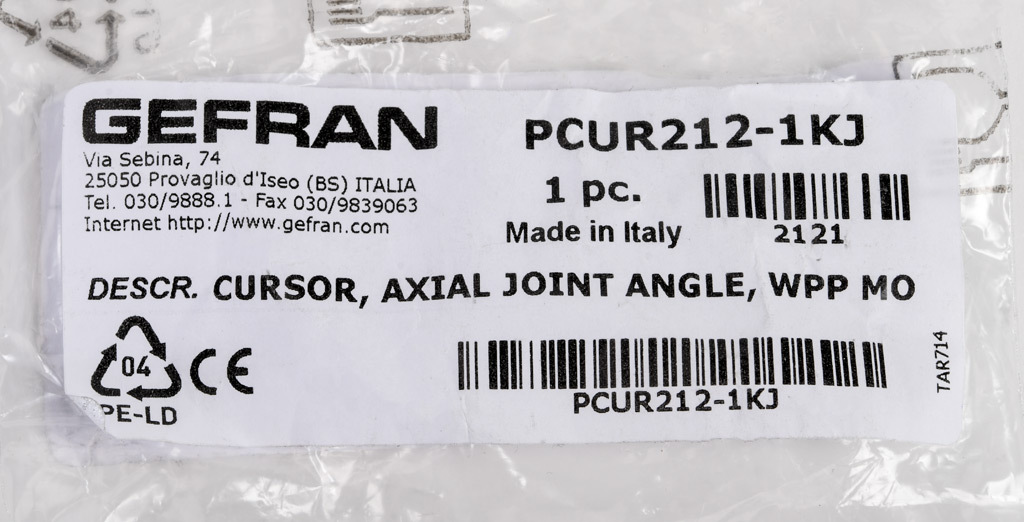 GEFRAN
Via Sebina, 74
25050 Provaglio d'Iseo (BS) ITALIA
Tel. 030/9888.1 - Fax 030/9839063
Internet http://www.gefran.com
PCUR212-1KJ
1 pc.
Made in Italy
2121
DESCR. CURSOR, AXIAL JOINT ANGLE, WPP MO
04
CE
PE-LD
PCUR212-1KJ
TAR714